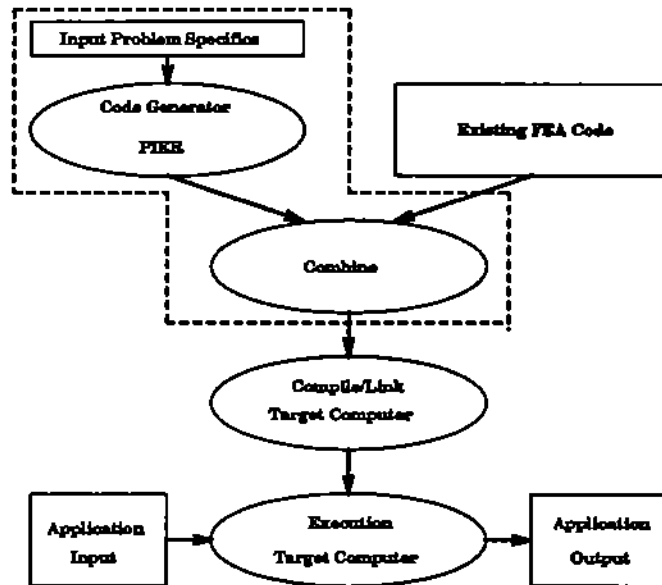 Input Problem Specifics
Code Generator
PIER
Existing FEA Code
Combine
Compile/Link
Target Computer
Application
Input
Execution
Target Computer
Application
Output